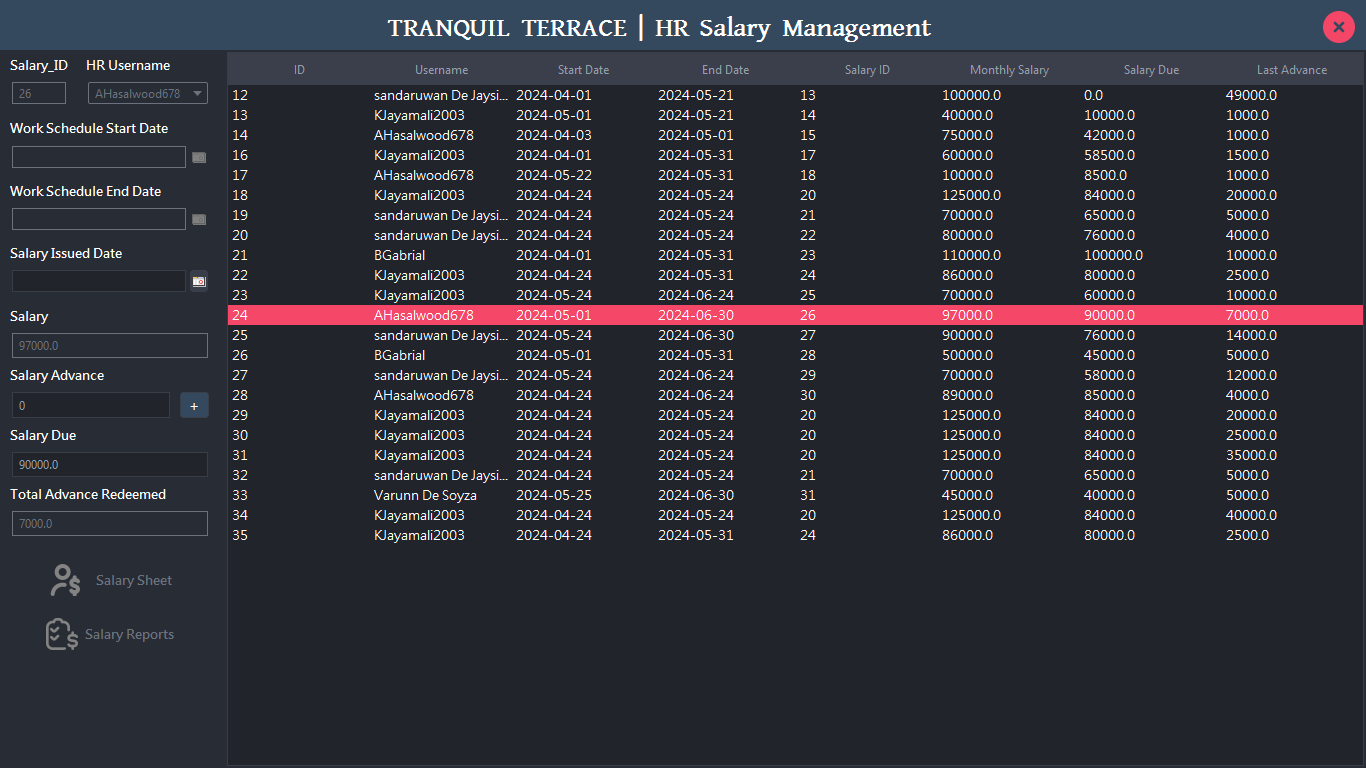 TRANQUIL TERRACE | HR Salary Management
Salary_ID HR Username
26 AHasalwood678
Work Schedule Start Date
Work Schedule End Date
Salary Issued Date
Salary
97000.0
Salary Advance
0 +
Salary Due
90000.0
Total Advance Redeemed
7000.0
Salary Sheet
Salary Reports
ID Username Start Date End Date Salary ID Monthly Salary Salary Due Last Advance
12 sandaruwan De Jaysi... 2024-04-01 2024-05-21 13 100000.0 0.0 49000.0
13 KJayamali2003 2024-05-01 2024-05-21 14 40000.0 10000.0 1000.0
14 AHasalwood678 2024-04-03 2024-05-01 15 75000.0 42000.0 1000.0
16 KJayamali2003 2024-04-01 2024-05-31 17 60000.0 58500.0 1500.0
17 AHasalwood678 2024-05-22 2024-05-31 18 10000.0 8500.0 1000.0
18 KJayamali2003 2024-04-24 2024-05-24 20 125000.0 84000.0 20000.0
19 sandaruwan De Jaysi... 2024-04-24 2024-05-24 21 70000.0 65000.0 5000.0
20 sandaruwan De Jaysi... 2024-04-24 2024-05-24 22 80000.0 76000.0 4000.0
21 BGabrial 2024-04-01 2024-05-31 23 110000.0 100000.0 10000.0
22 KJayamali2003 2024-04-24 2024-05-31 24 86000.0 80000.0 2500.0
23 KJayamali2003 2024-05-24 2024-06-24 25 70000.0 60000.0 10000.0
24 AHasalwood678 2024-05-01 2024-06-30 26 97000.0 90000.0 7000.0
25 sandaruwan De Jaysi... 2024-05-24 2024-06-30 27 90000.0 76000.0 14000.0
26 BGabrial 2024-05-01 2024-05-31 28 50000.0 45000.0 5000.0
27 sandaruwan De Jaysi... 2024-05-24 2024-06-24 29 70000.0 58000.0 12000.0
28 AHasalwood678 2024-05-24 2024-06-24 30 89000.0 85000.0 4000.0
29 KJayamali2003 2024-04-24 2024-05-24 20 125000.0 84000.0 20000.0
30 KJayamali2003 2024-04-24 2024-05-24 20 125000.0 84000.0 25000.0
31 KJayamali2003 2024-04-24 2024-05-24 20 125000.0 84000.0 35000.0
32 sandaruwan De Jaysi... 2024-04-24 2024-05-24 21 70000.0 65000.0 5000.0
33 Varunn De Soyza 2024-05-25 2024-06-30 31 45000.0 40000.0 5000.0
34 KJayamali2003 2024-04-24 2024-05-24 20 125000.0 84000.0 40000.0
35 KJayamali2003 2024-04-24 2024-05-31 24 86000.0 80000.0 2500.0